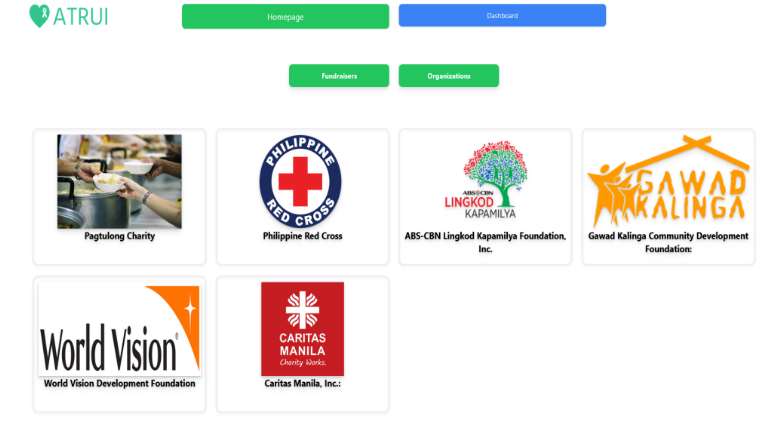 ATRUI
Homepage
Dashboard
Fundraisers
Organizations
Pagtulong Charity
PHILIPPINE
RED CROSS
Philippine Red Cross
ABS-CBN
LINGKOD
KAPAMILYA
ABS-CBN Lingkod Kapamilya Foundation,
Inc.
GAWAD
KALINGA
Gawad Kalinga Community Development
Foundation:
World Vision®
World Vision Development Foundation
CARITAS
MANILA
Charity Works.
Caritas Manila, Inc.: